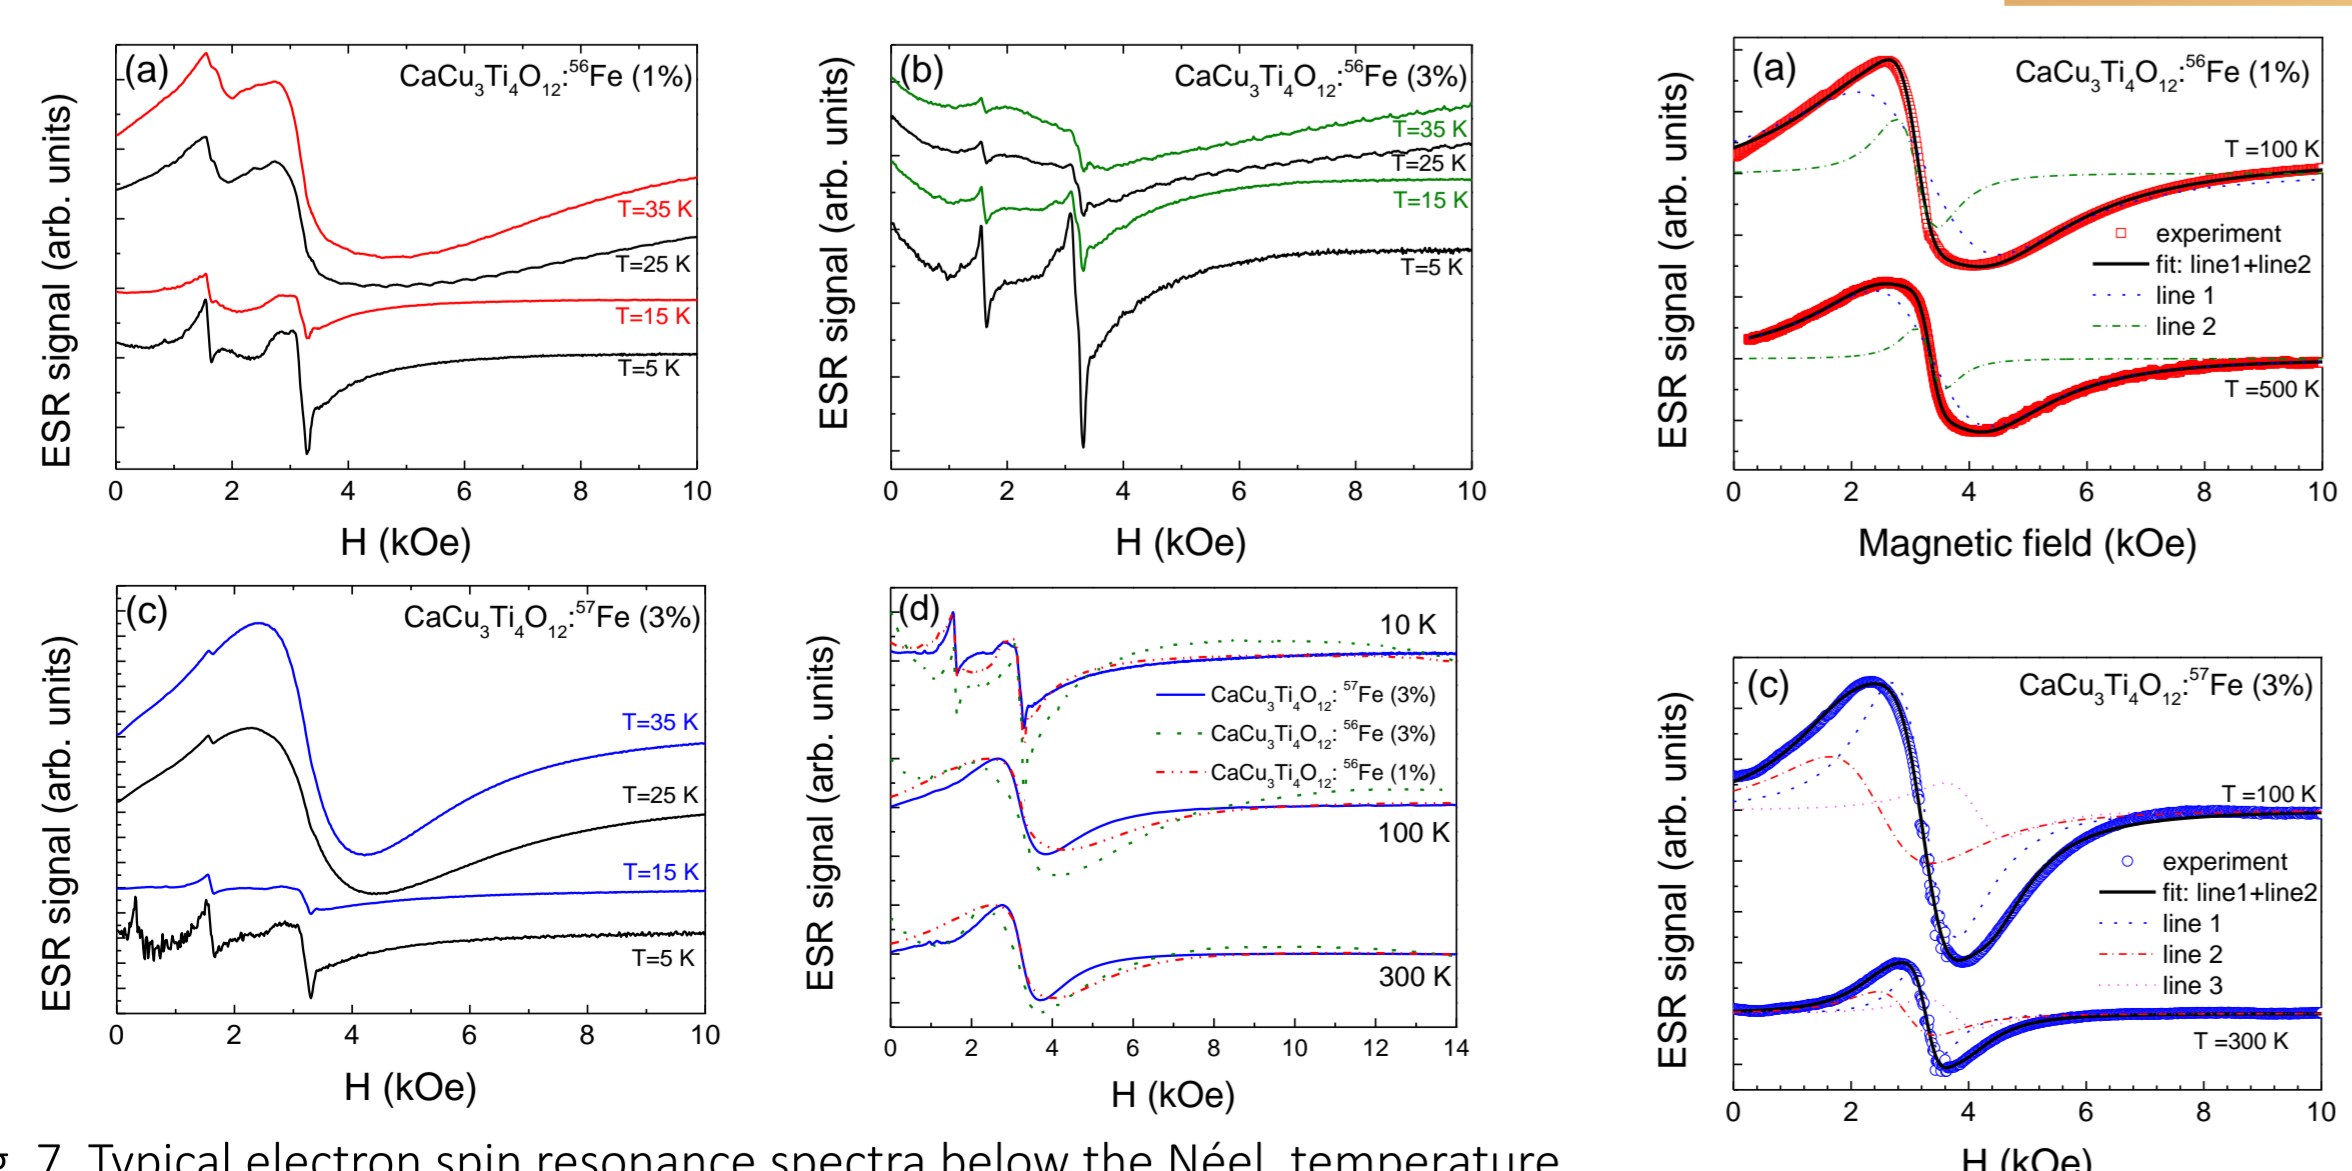 (a) CaCu₃Ti₄O₁₂:⁵⁶Fe (1%)
ESR signal (arb. units)
T=35 K
T=25 K
T=15 K
T=5 K
0 2 4 6 8 10
H (kOe)
(b) CaCu₃Ti₄O₁₂:⁵⁶Fe (3%)
ESR signal (arb. units)
T=35 K
T=25 K
T=15 K
T=5 K
0 2 4 6 8 10
H (kOe)
(a) CaCu₃Ti₄O₁₂:⁵⁶Fe (1%)
ESR signal (arb. units)
T =100 K
experiment
fit: line1+line2
line 1
line 2
T =500 K
0 2 4 6 8 10
Magnetic field (kOe)
(c) CaCu₃Ti₄O₁₂:⁵⁷Fe (3%)
ESR signal (arb. units)
T=35 K
T=25 K
T=15 K
T=5 K
0 2 4 6 8 10
H (kOe)
(d)
ESR signal (arb. units)
10 K
CaCu₃Ti₄O₁₂: ⁵⁷Fe (3%)
CaCu₃Ti₄O₁₂: ⁵⁶Fe (3%)
CaCu₃Ti₄O₁₂: ⁵⁶Fe (1%)
100 K
300 K
0 2 4 6 8 10 12 14
H (kOe)
(c) CaCu₃Ti₄O₁₂:⁵⁷Fe (3%)
ESR signal (arb. units)
T =100 K
experiment
fit: line1+line2
line 1
line 2
line 3
T =300 K
0 2 4 6 8 10
H (kOe)
7. Typical electron spin resonance spectra below the Néel temperature